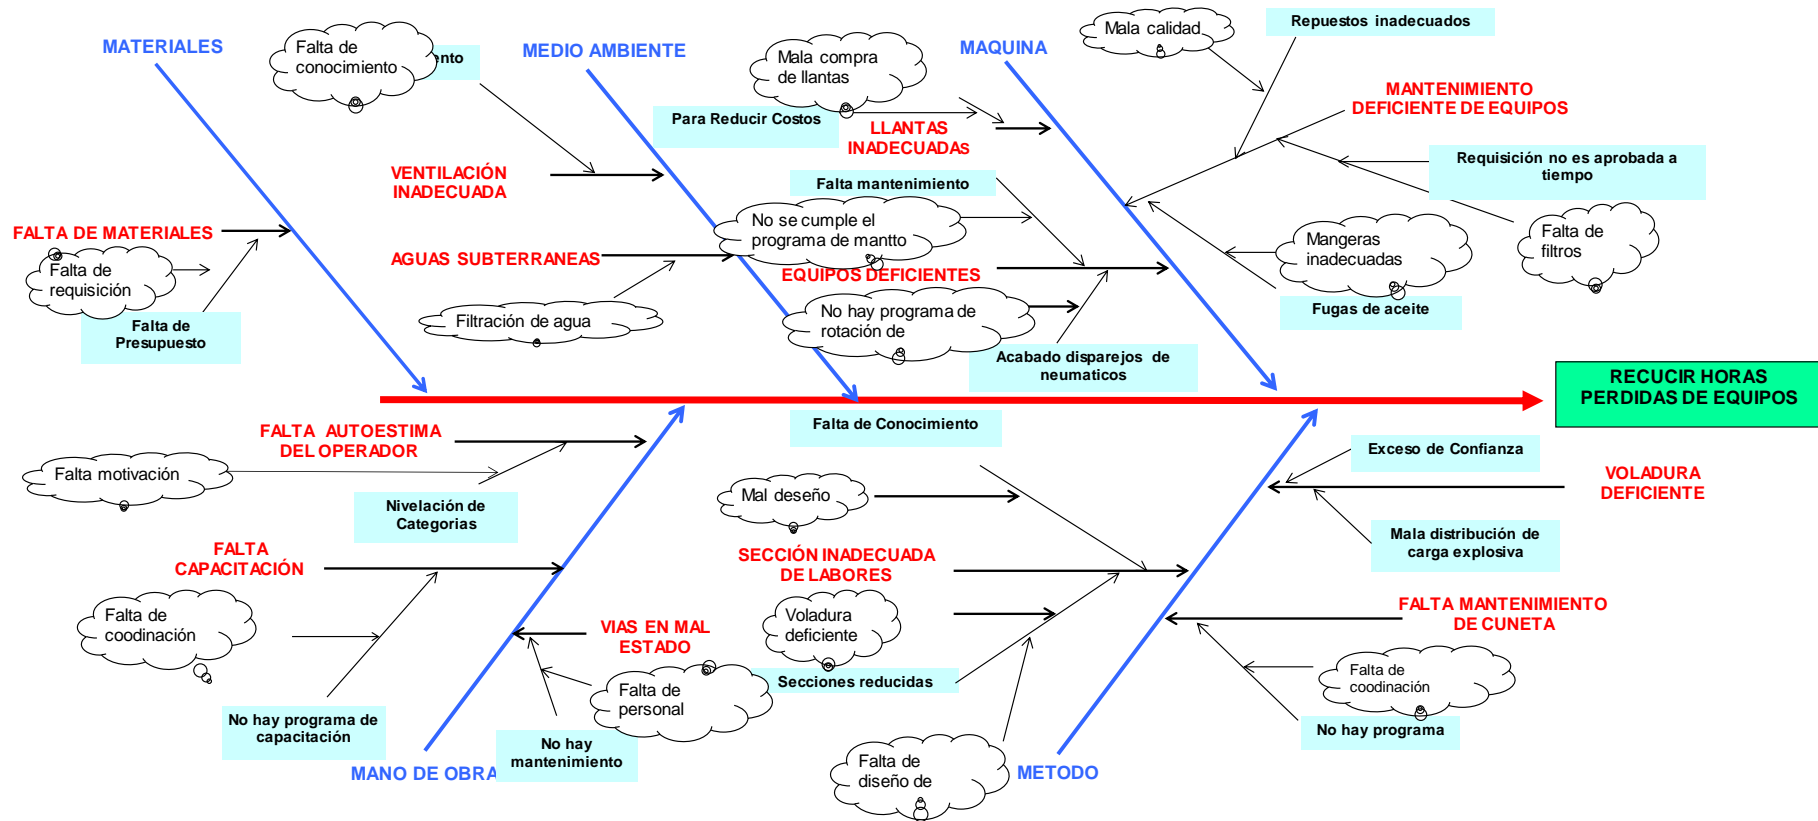 MATERIALES
Falta de
conocimiento
MEDIO AMBIENTE
Mala compra
de llantas
MAQUINA
Mala calidad
Repuestos inadecuados
Para Reducir Costos
LLANTAS
INADECUADAs
MANTENIMIENTO
DEFICIENTE DE EQUIPOS
VENTILACIÓN
INADECUADA
Falta mantenimiento
Requisición no es aprobada a
tiempo
FALTA DE MATERIALES
Falta de
requisición
Falta de
Presupuesto
AGUAS SUBTERRANEAS
Filtración de agua
No se cumple el
programa de mantto
EQUIPOS DEFICIENTES
No hay programa de
rotación de
Acabado disparejos de
neumaticos
Mangeras
inadecuadas
Fugas de aceite
Falta de
filtros
RECUCIR HORAS
PERDIDAS DE EQUIPOS
FALTA AUTOESTIMA
DEL OPERADOR
Falta motivación
Nivelación de
Categorias
Falta de Conocimiento
Mal deseño
Exceso de Confianza
VOLADURA
DEFICIENTE
Mala distribución de
carga explosiva
FALTA
CAPACITACIÓN
Falta de
coodinación
No hay programa de
capacitación
VIAS EN MAL
ESTADO
Falta de
personal
No hay
mantenimiento
MANO DE OBRA
SECCIÓN INADECUADA
DE LABORES
Voladura
deficiente
Secciones reducidas
Falta de
diseño de
METODO
FALTA MANTENIMIENTO
DE CUNETA
Falta de
coodinación
No hay programa